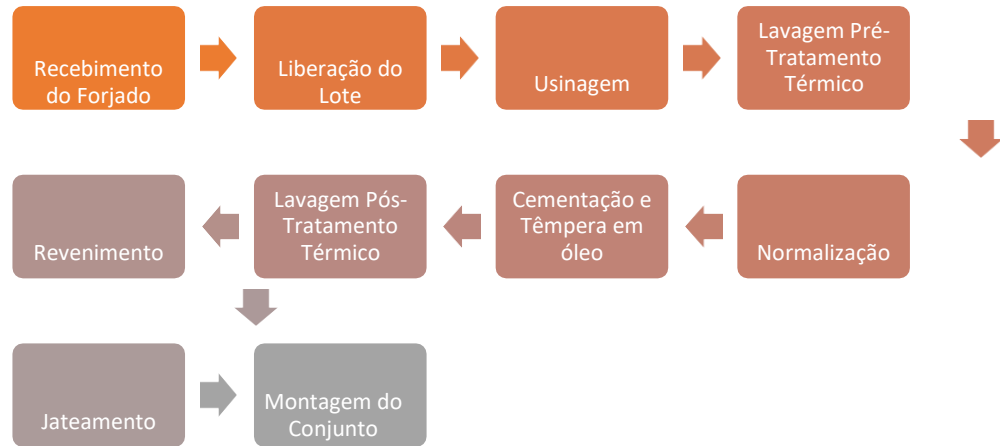 Recebimento
do Forjado
Liberação do
Lote
Usinagem
Lavagem Pré-
Tratamento
Térmico
Normalização
Cementação e
Têmpera em
óleo
Lavagem Pós-
Tratamento
Térmico
Revenimento
Jateamento
Montagem do
Conjunto